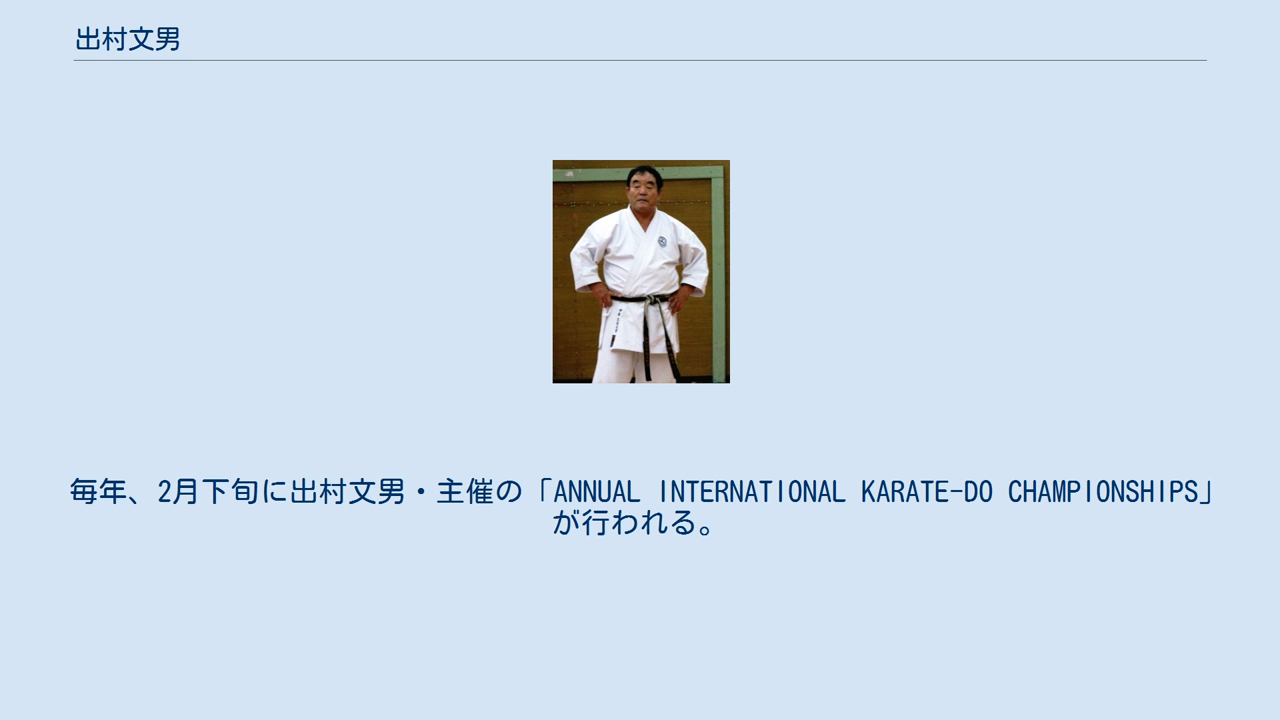 出村文男
毎年、2月下旬に出村文男・主催の「ANNUAL INTERNATIONAL KARATE-DO CHAMPIONSHIPS」
が行われる。